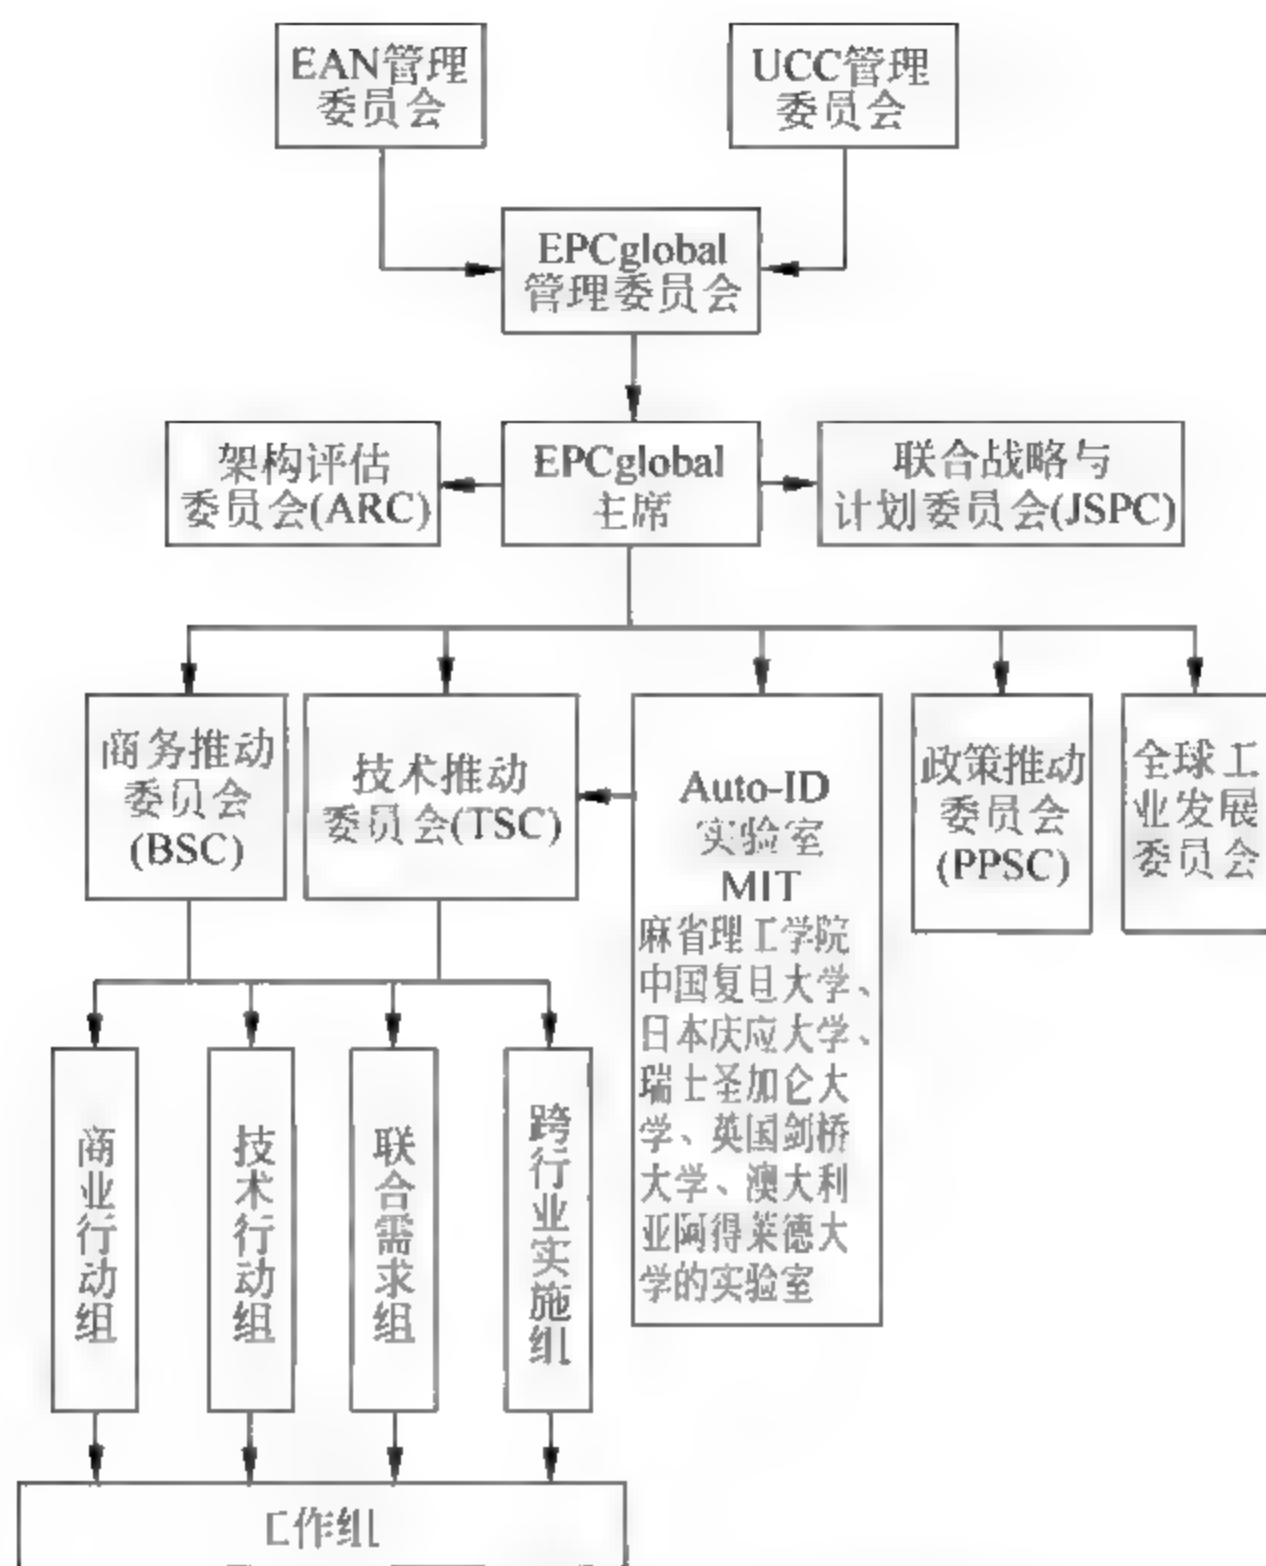 EAN管理
委员会
UCC管理
委员会
EPCglobal
管理委员会
架构评估
委员会(ARC)
EPCglobal
主席
联合战略与
计划委员会(JSPC)
商务推动
委员会
(BSC)
技术推动
委员会(TSC)
Auto-ID
实验室
MIT
麻省理工学院
中国复旦大学、
日本庆应大学、
瑞士圣加仑大
学、英国剑桥
大学、澳大利
亚阿得莱德大
学的实验室
政策推动
委员会
(PPSC)
全球工
业发展
委员会
商业行动组
技术行动组
联合需求组
跨行业实施组
工作组